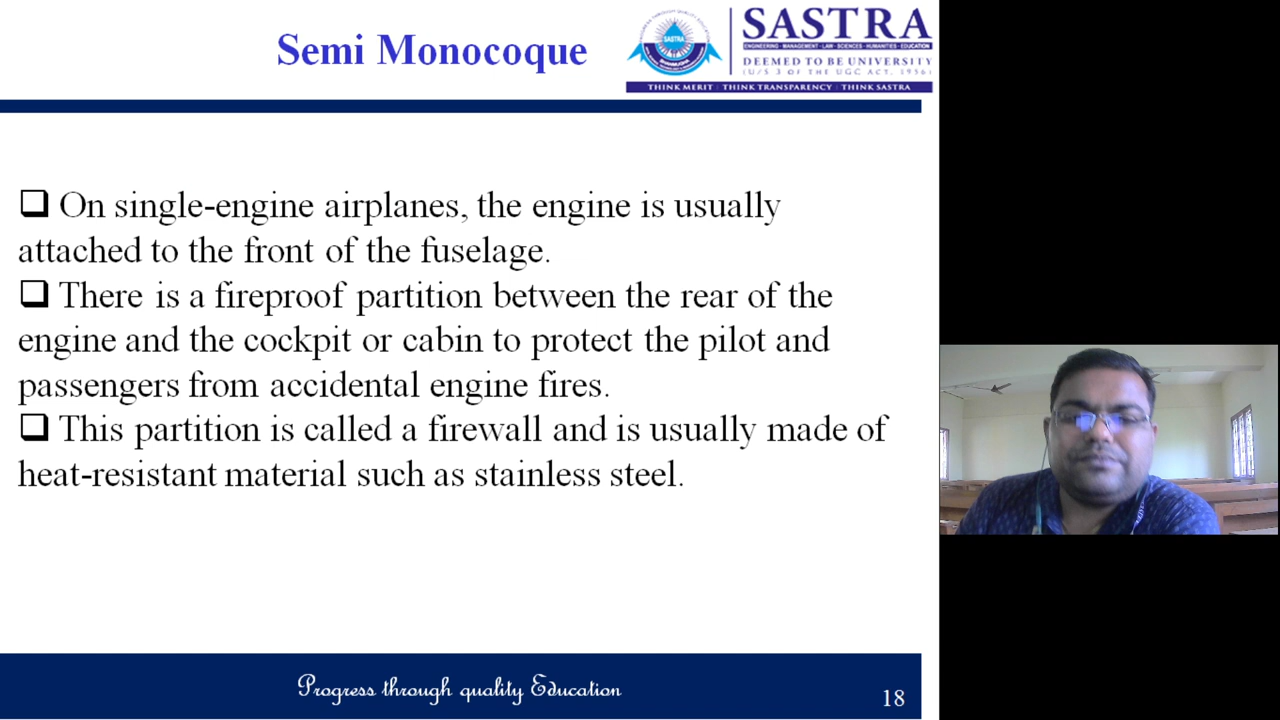 Semi Monocoque
SASTRA
SASTRA
ENGINEERING · MANAGEMENT · LAW · SCIENCES · HUMANITIES · EDUCATION
DEEMED TO BE UNIVERSITY
(U/S 3 OF THE UGC ACT, 1956)
THINK MERIT | THINK TRANSPARENCY | THINK SASTRA
❑ On single-engine airplanes, the engine is usually
attached to the front of the fuselage.
❑ There is a fireproof partition between the rear of the
engine and the cockpit or cabin to protect the pilot and
passengers from accidental engine fires.
❑ This partition is called a firewall and is usually made of
heat-resistant material such as stainless steel.
Progress through quality Education
18